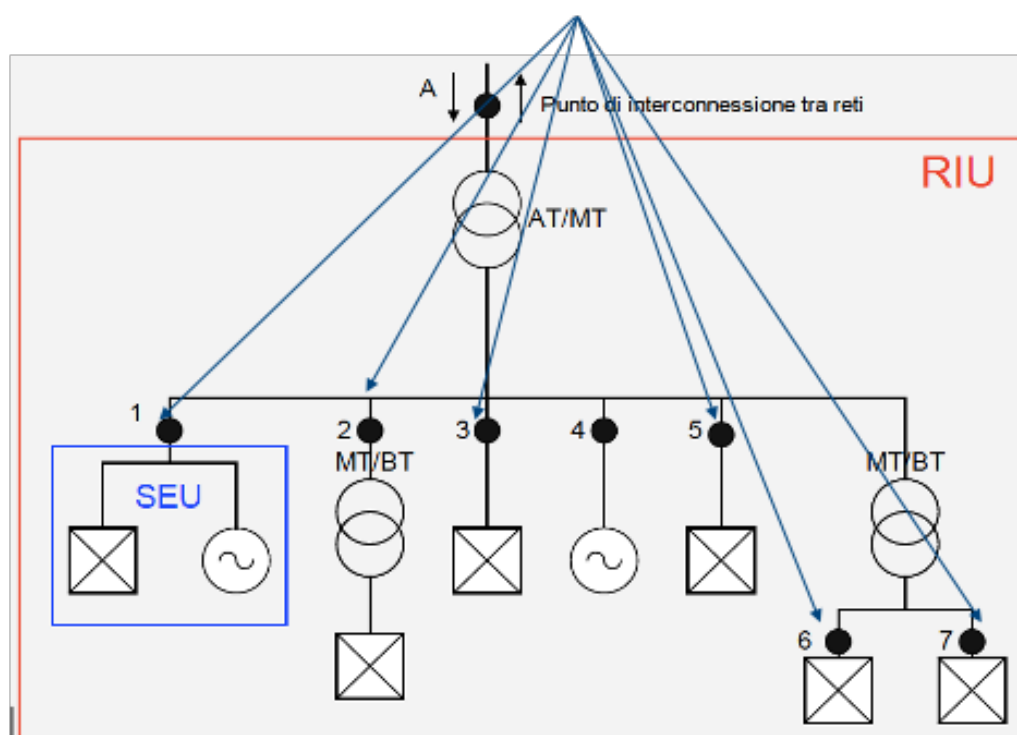 A
Punto di interconnessione tra reti
RIU
AT/MT
1
2
3
4
5
MT/BT
MT/BT
SEU
6
7